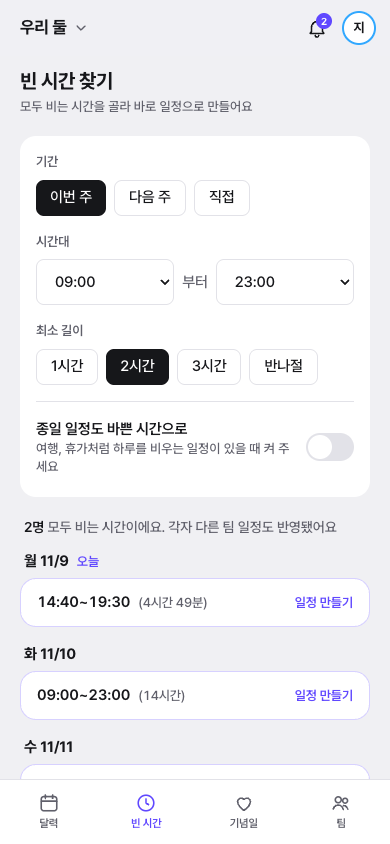 우리 둘
2
지
빈 시간 찾기
모두 비는 시간을 골라 바로 일정으로 만들어요
기간
이번 주
다음 주
직접
시간대
09:00
부터
23:00
최소 길이
1시간
2시간
3시간
반나절
종일 일정도 바쁜 시간으로
여행, 휴가처럼 하루를 비우는 일정이 있을 때 켜 주
세요
2명 모두 비는 시간이에요. 각자 다른 팀 일정도 반영됐어요
월 11/9 오늘
14:40~19:30 (4시간 49분)
일정 만들기
화 11/10
09:00~23:00 (14시간)
일정 만들기
수 11/11
달력
빈 시간
기념일
팀